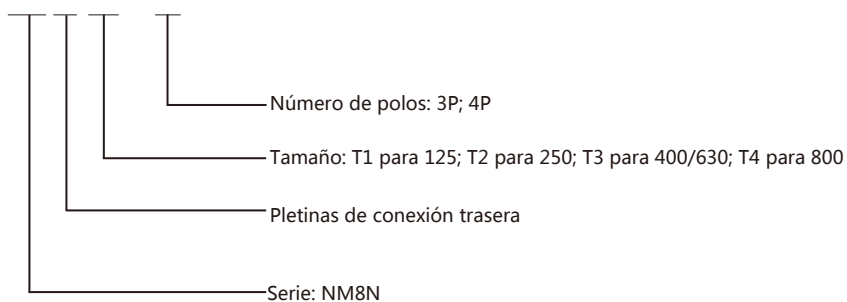 Número de polos: 3P; 4P
Tamaño: T1 para 125; T2 para 250; T3 para 400/630; T4 para 800
Pletinas de conexión trasera
Serie: NM8N